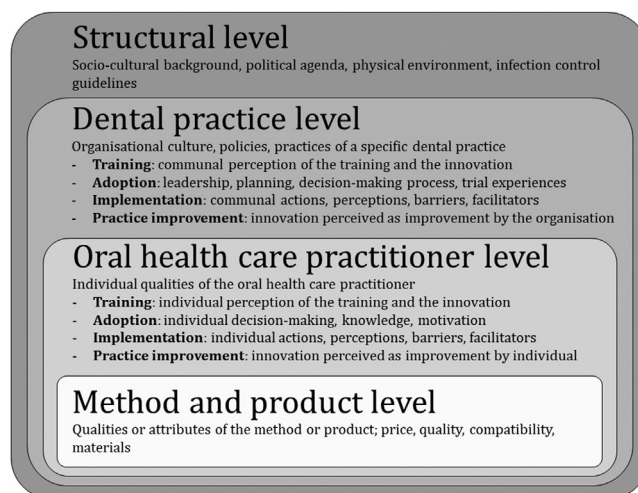 Structural level
Socio-cultural background, political agenda, physical environment, infection control
guidelines
Dental practice level
Organisational culture, policies, practices of a specific dental practice
- Training: communal perception of the training and the innovation
- Adoption: leadership, planning, decision-making process, trial experiences
- Implementation: communal actions, perceptions, barriers, facilitators
- Practice improvement: innovation perceived as improvement by the organisation
Oral health care practitioner level
Individual qualities of the oral health care practitioner
- Training: individual perception of the training and the innovation
- Adoption: individual decision-making, knowledge, motivation
- Implementation: individual actions, perceptions, barriers, facilitators
- Practice improvement: innovation perceived as improvement by individual
Method and product level
Qualities or attributes of the method or product; price, quality, compatibility,
materials